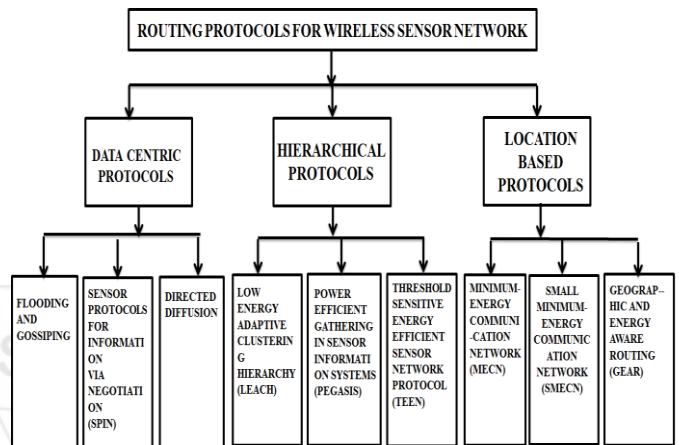 ROUTING PROTOCOLS FOR WIRELESS SENSOR NETWORK
DATA CENTRIC
PROTOCOLS
HIERARCHICAL
PROTOCOLS
LOCATION
BASED
PROTOCOLS
FLOODING
AND
GOSSIPING
SENSOR
PROTOCOLS
FOR
INFORMATI
ON
VIA
NEGOTIATI
ON
(SPIN)
DIRECTED
DIFFUSION
LOW
ENERGY
ADAPTIVE
CLUSTERIN
G
HIERARCHY
(LEACH)
POWER
EFFICIENT
GATHERING
IN SENSOR
INFORMATI
ON SYSTEMS
(PEGASIS)
THRESHOLD
SENSITIVE
ENERGY
EFFICIENT
SENSOR
NETWORK
PROTOCOL
(TEEN)
MINIMUM-
ENERGY
COMMUNI
-CATION
NETWORK
(MECN)
SMALL
MINIMUM-
ENERGY
COMMUNIC
ATION
NETWORK
(SMECN)
GEOGRAP--
HIC AND
ENERGY
AWARE
ROUTING
(GEAR)